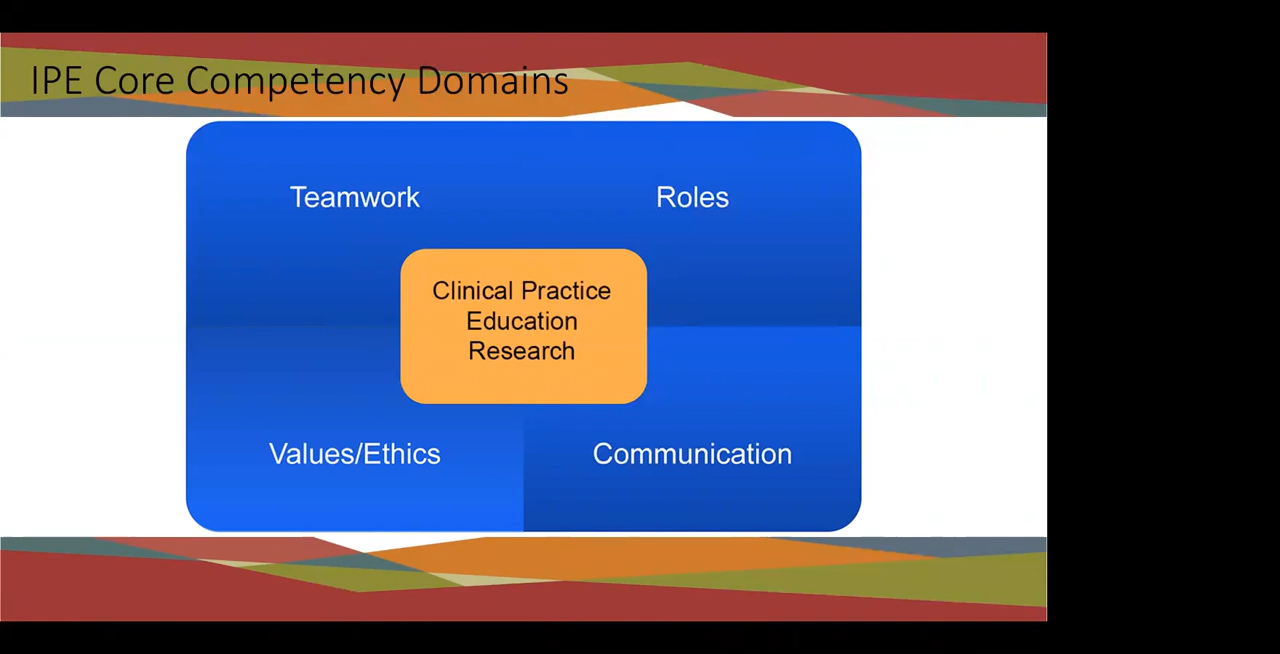 IPE Core Competency Domains
Teamwork
Roles
Clinical Practice
Education
Research
Values/Ethics
Communication